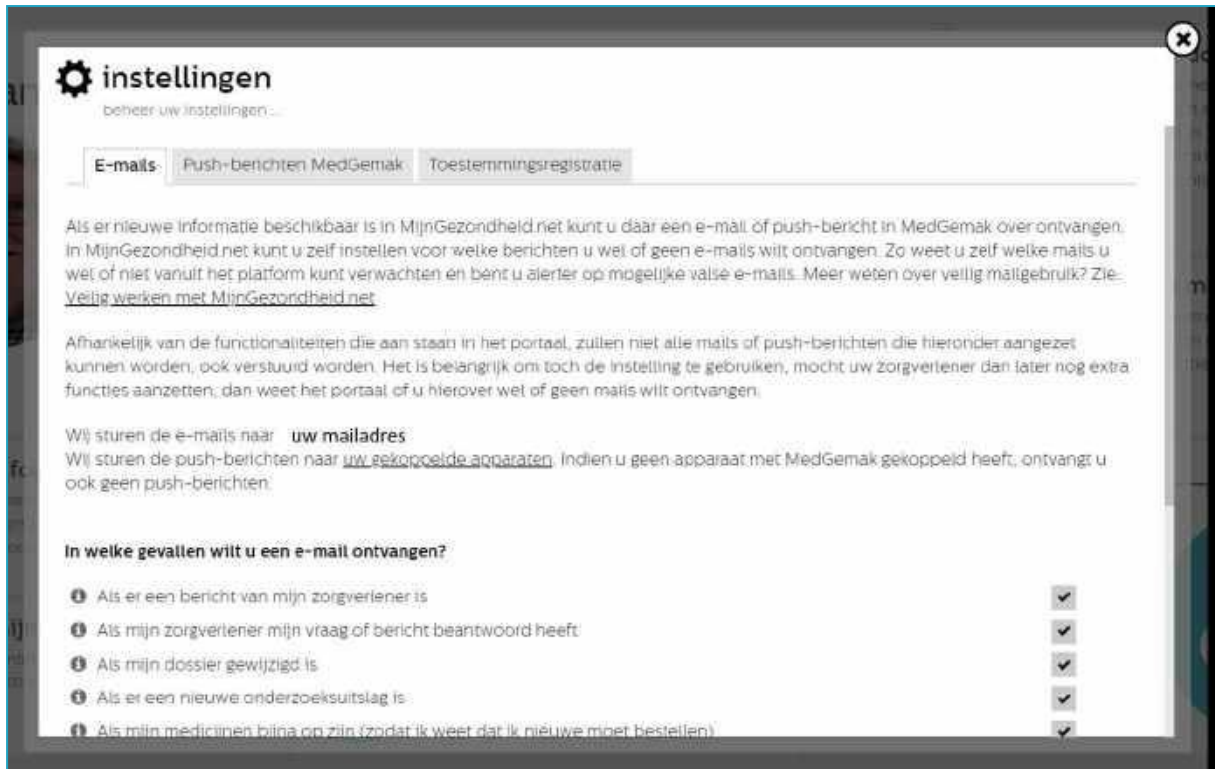 instellingen
beheer uw instellingen ...
E-mails Push-berichten MedGemak Toestemmingsregistratie
Als er nieuwe informatie beschikbaar is in MijnGezondheid.net kunt u daar een e-mail of push-bericht in MedGemak over ontvangen.
In MijnGezondheid.net kunt u zelf instellen voor welke berichten u wel of geen e-mails wilt ontvangen. Zo weet u zelf welke mails u
wel of niet vanuit het platform kunt verwachten en bent u alerter op mogelijke valse e-mails. Meer weten over veilig mailgebruik? Zie:
Veilig werken met MijnGezondheid.net
Afhankelijk van de functionaliteiten die aan staan in het portaal, zullen niet alle mails of push-berichten die hieronder aangezet
kunnen worden, ook verstuurd worden. Het is belangrijk om toch de instelling te gebruiken, mocht uw zorgverlener dan later nog extra
functies aanzetten, dan weet het portaal of u hierover wel of geen mails wilt ontvangen.
Wij sturen de e-mails naar uw mailadres
Wij sturen de push-berichten naar uw gekoppelde apparaten. Indien u geen apparaat met MedGemak gekoppeld heeft, ontvangt u
ook geen push-berichten.
In welke gevallen wilt u een e-mail ontvangen?
Als er een bericht van mijn zorgverlener is
Als mijn zorgverlener mijn vraag of bericht beantwoord heeft
Als mijn dossier gewijzigd is
Als er een nieuwe onderzoeksuitslag is
Als mijn medicijnen bijna op zijn (zodat ik weet dat ik nieuwe moet bestellen)